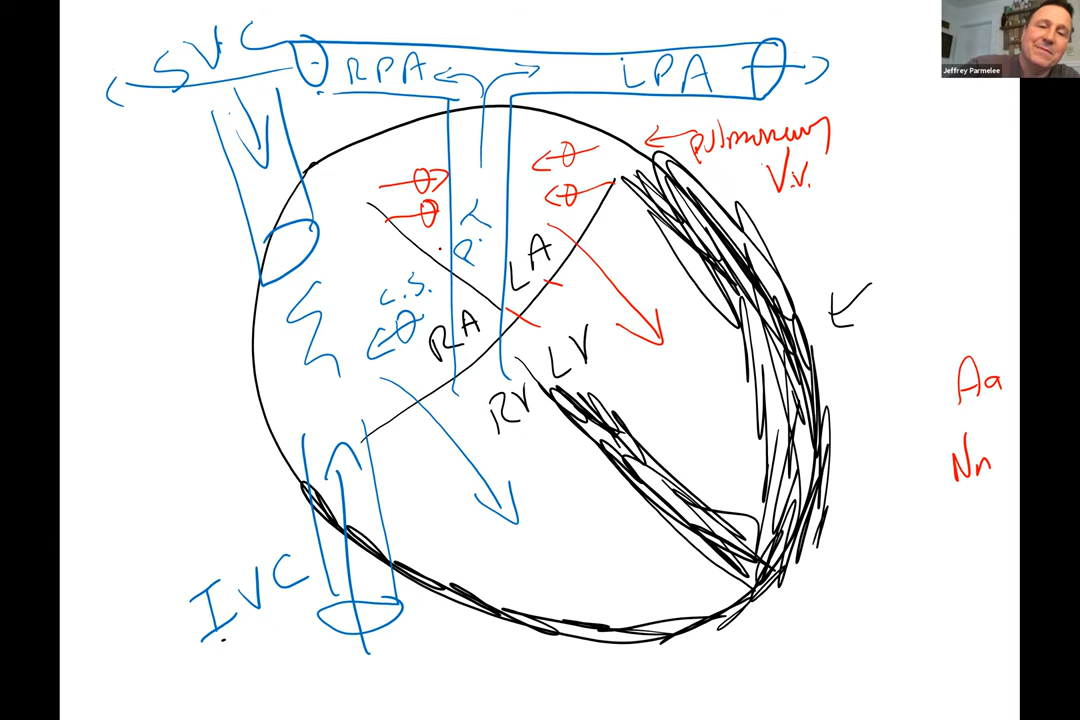 SVC
RPA
LPA
Jeffrey Parmelee
pulmonary
V.v.
P.
LA
C.S.
RA
LV
RV
Aa
Nn
IVC